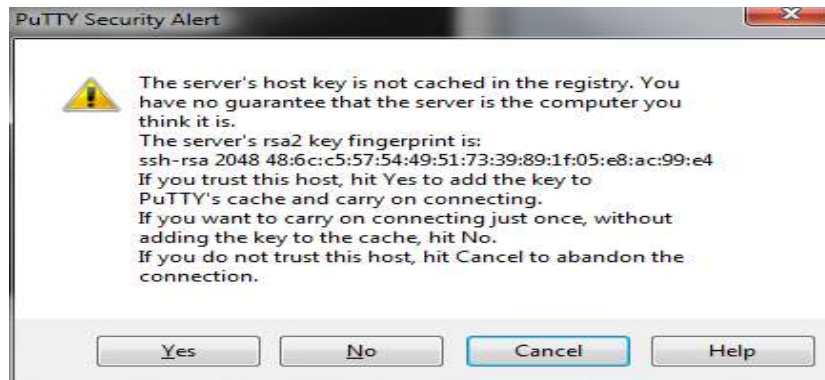 PuTTY Security Alert
The server's host key is not cached in the registry. You
have no guarantee that the server is the computer you
think it is.
The server's rsa2 key fingerprint is:
ssh-rsa 2048 48:6c:c5:57:54:49:51:73:39:89:1f:05:e8:ac:99:e4
If you trust this host, hit Yes to add the key to
PuTTY's cache and carry on connecting.
If you want to carry on connecting just once, without
adding the key to the cache, hit No.
If you do not trust this host, hit Cancel to abandon the
connection.
Yes No Cancel Help